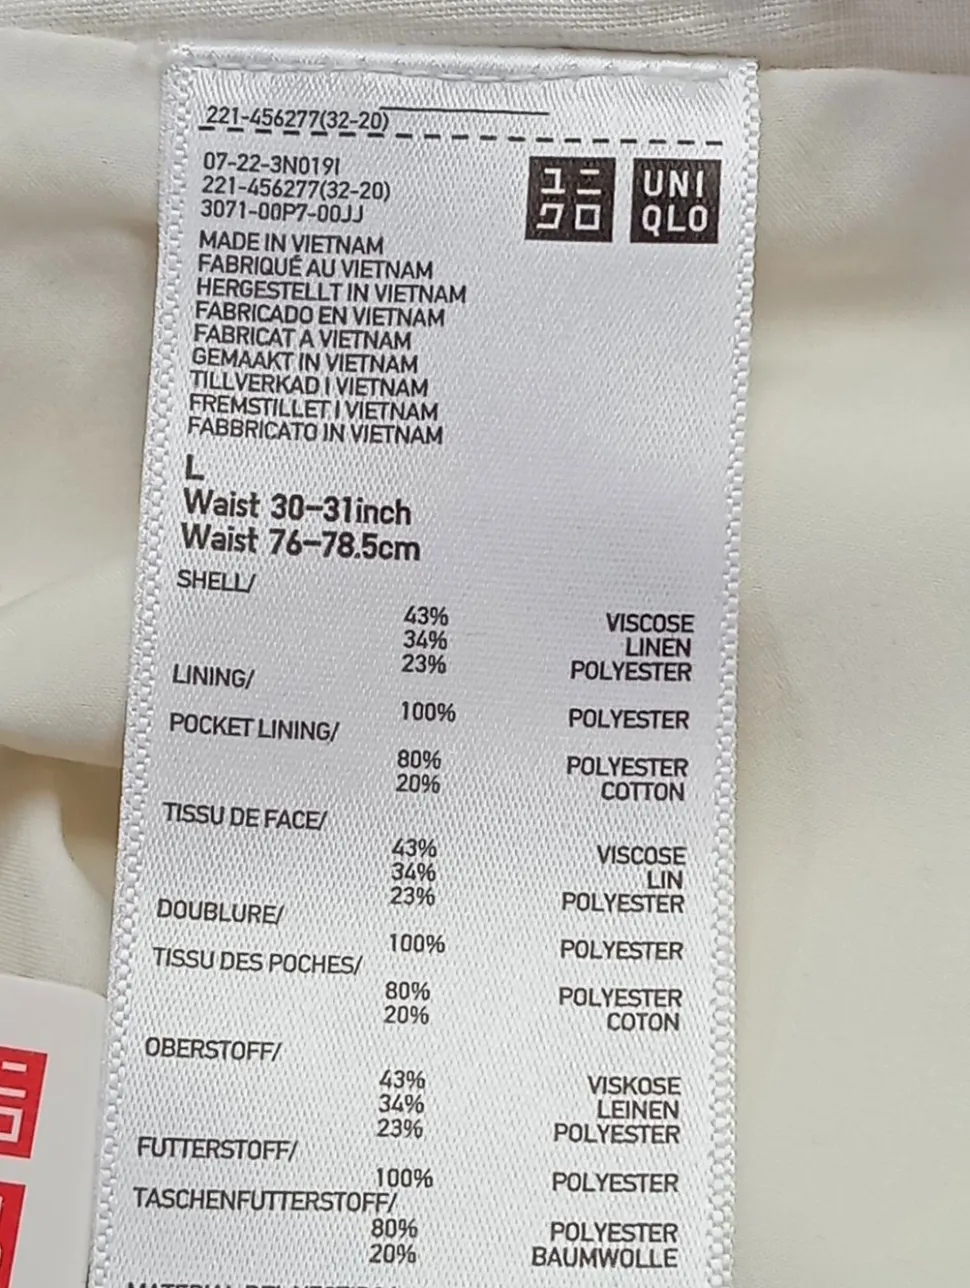 221-456277(32-20)
07-22-3N019I
221-456277(32-20)
3071-00P7-00JJ
ユニ
クロ
UNI
QLO
MADE IN VIETNAM
FABRIQUÉ AU VIETNAM
HERGESTELLT IN VIETNAM
FABRICADO EN VIETNAM
FABRICAT A VIETNAM
GEMAAKT IN VIETNAM
TILLVERKAD I VIETNAM
FREMSTILLET I VIETNAM
FABBRICATO IN VIETNAM
L
Waist 30-31inch
Waist 76-78.5cm
SHELL/
43% VISCOSE
34% LINEN
23% POLYESTER
LINING/
100% POLYESTER
POCKET LINING/
80% POLYESTER
20% COTTON
TISSU DE FACE/
43% VISCOSE
34% LIN
23% POLYESTER
DOUBLURE/
100% POLYESTER
TISSU DES POCHES/
80% POLYESTER
20% COTON
OBERSTOFF/
43% VISKOSE
34% LEINEN
23% POLYESTER
FUTTERSTOFF/
100% POLYESTER
TASCHENFUTTERSTOFF/
80% POLYESTER
20% BAUMWOLLE